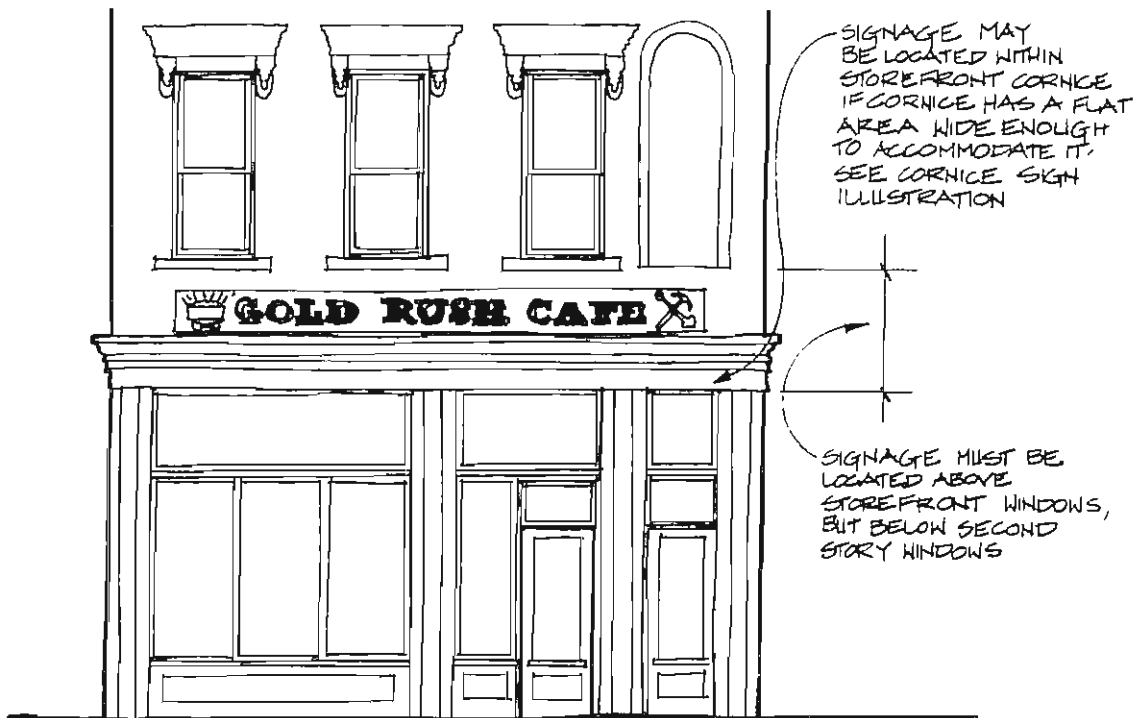 SIGNAGE MAY
BE LOCATED WITHIN
STOREFRONT CORNICE
IF CORNICE HAS A FLAT
AREA WIDE ENOUGH
TO ACCOMMODATE IT.
SEE CORNICE SIGN
ILLUSTRATION
GOLD RUSH CAFE
SIGNAGE MUST BE
LOCATED ABOVE
STOREFRONT WINDOWS,
BUT BELOW SECOND
STORY WINDOWS